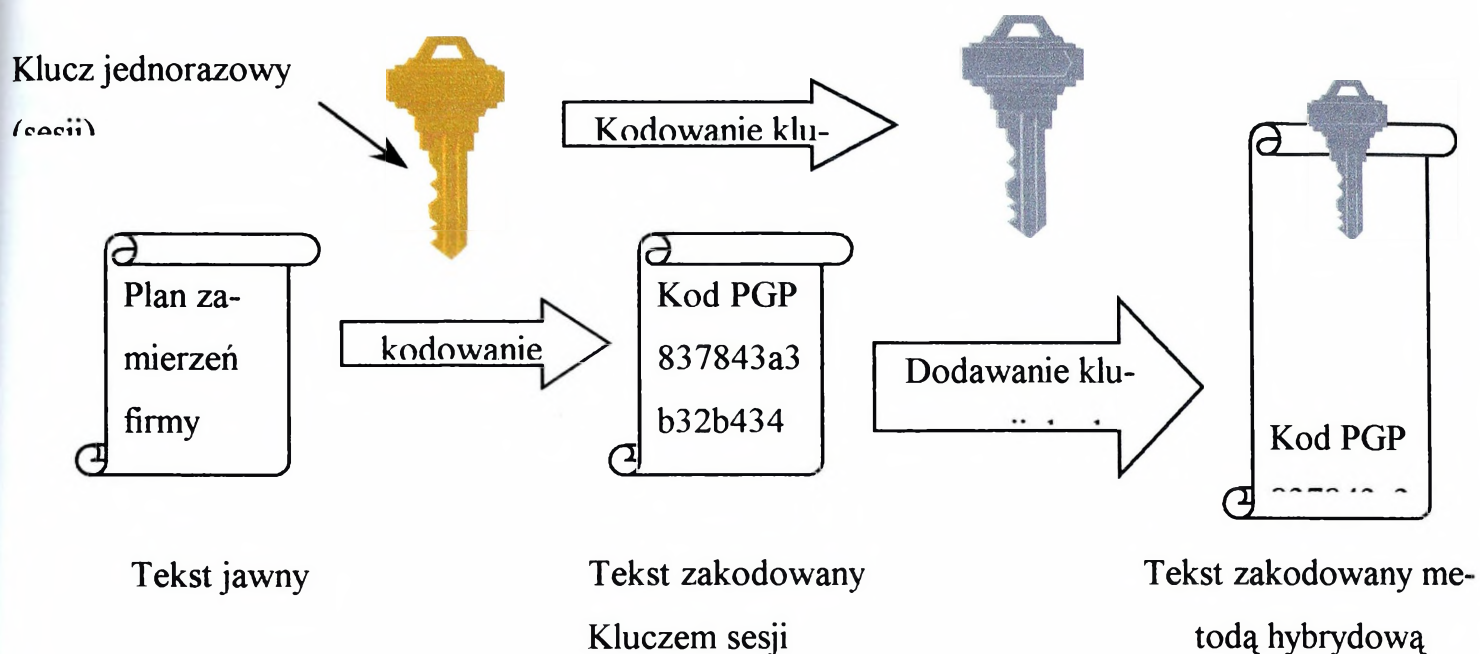 Klucz jednorazowy
(sesji)
Kodowanie klu-
Plan za-
mierzeń
firmy
kodowanie
Kod PGP
837843a3
b32b434
Dodawanie klu-
Kod PGP
Tekst jawny
Tekst zakodowany
Kluczem sesji
Tekst zakodowany me-
todą hybrydową